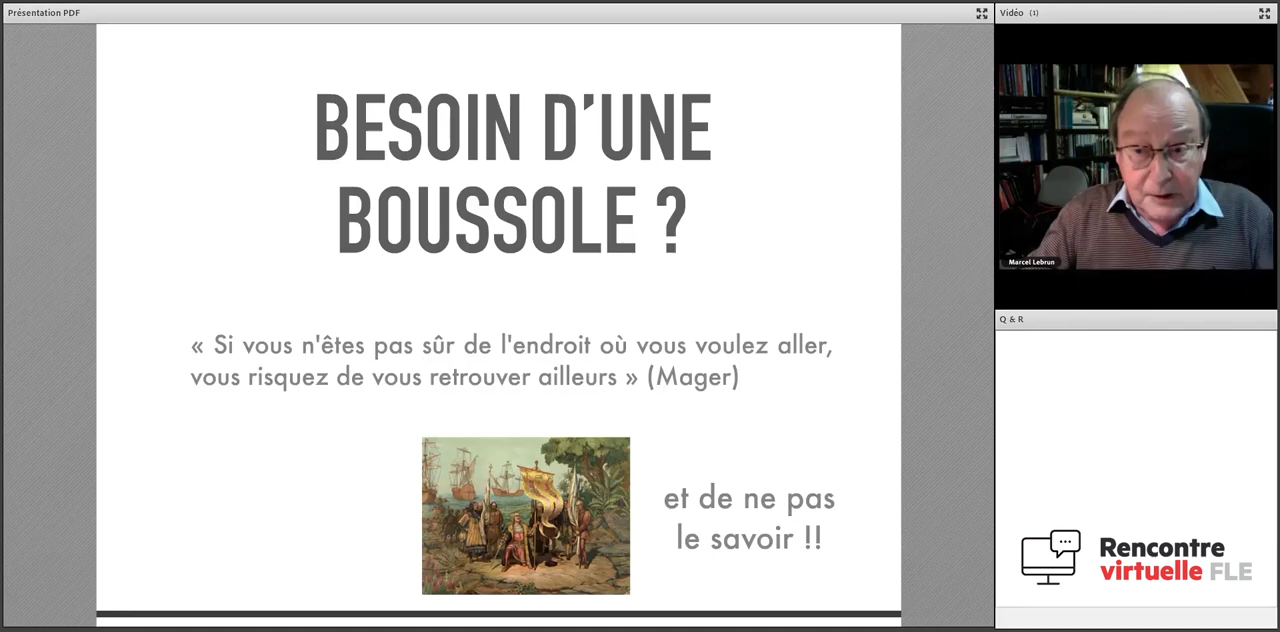 Présentation PDF
BESOIN D’UNE
BOUSSOLE ?
« Si vous n'êtes pas sûr de l'endroit où vous voulez aller,
vous risquez de vous retrouver ailleurs » (Mager)
et de ne pas
le savoir !!
Vidéo (1)
Marcel Lebrun
Q & R
Rencontre
virtuelle FLE